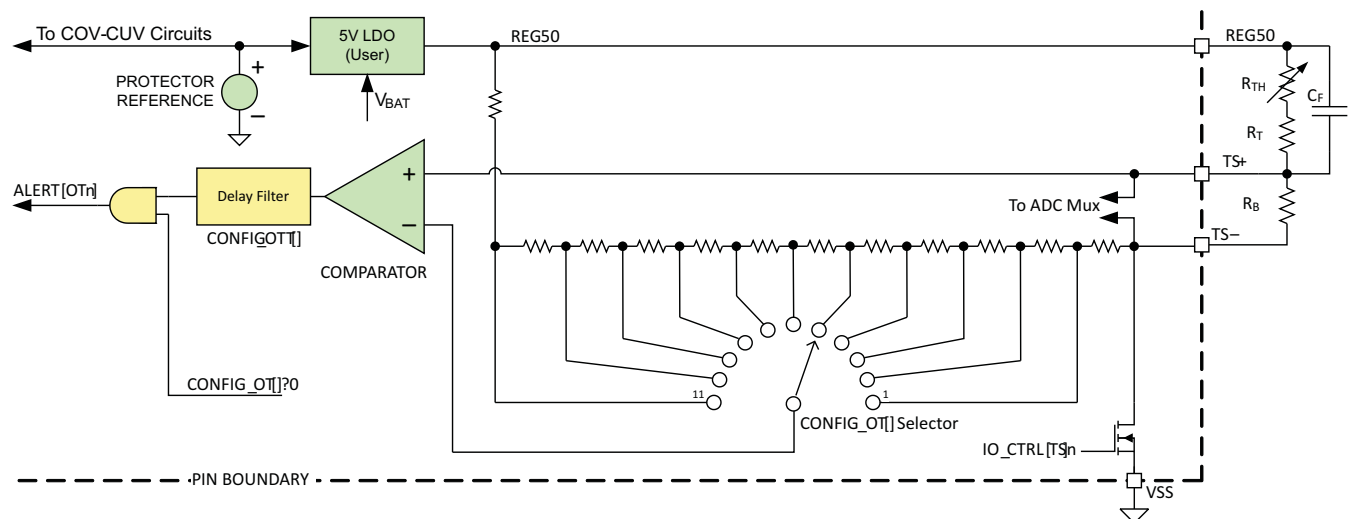 To COV-CUV Circuits
5V LDO
(User)
REG50
REG50
PROTECTOR
REFERENCE
+
−
VBAT
RTH
CF
RT
ALERT[OTn]
Delay Filter
CONFIG_OTT[]
+
−
COMPARATOR
TS+
To ADC Mux
RB
TS−
CONFIG_OT[]?0
11
1
CONFIG_OT[] Selector
IO_CTRL[TS]n
PIN BOUNDARY
VSS